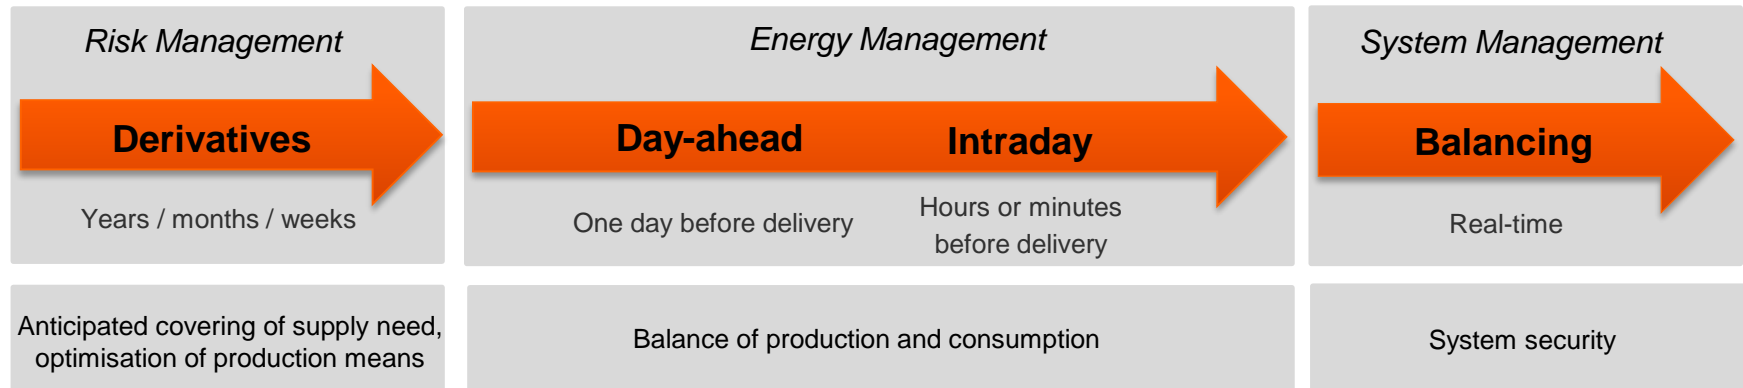 Risk Management
Derivatives
Years / months / weeks
Anticipated covering of supply need,
optimisation of production means
Energy Management
Day-ahead
One day before delivery
Intraday
Hours or minutes
before delivery
Balance of production and consumption
System Management
Balancing
Real-time
System security